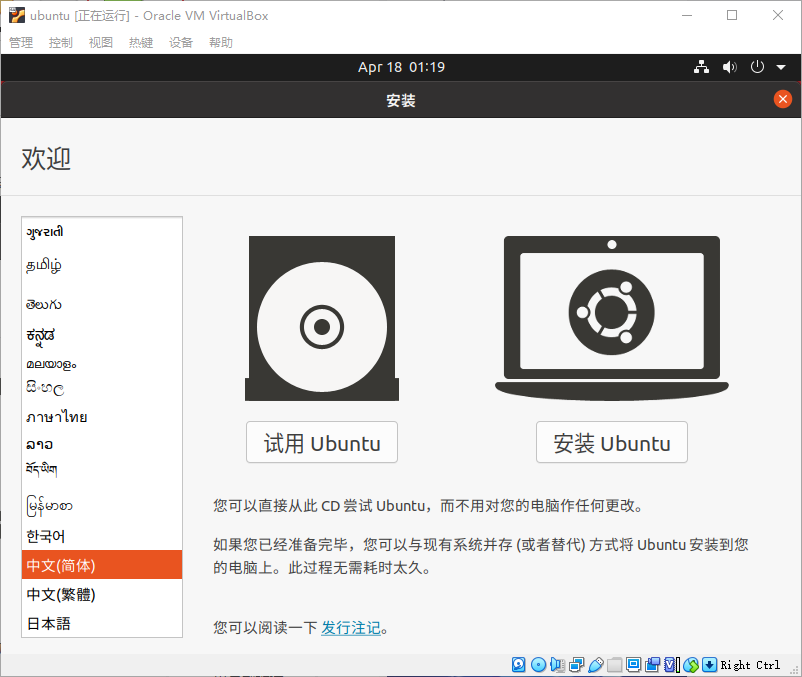 ubuntu [正在运行] - Oracle VM VirtualBox
管理 控制 视图 热键 设备 帮助
Apr 18 01:19
安装
欢迎
ગુજરાતી
தமிழ்
తెలుగు
ಕನ್ನಡ
മലയാളം
සිංහල
ภาษาไทย
ລາວ
བོད་ཡིག
မြန်မာစာ
한국어
中文(简体)
中文(繁體)
日本語
试用 Ubuntu
安装 Ubuntu
您可以直接从此 CD 尝试 Ubuntu，而不用对您的电脑作任何更改。
如果您已经准备完毕，您可以与现有系统并存 (或者替代) 方式将 Ubuntu 安装到您
的电脑上。此过程无需耗时太久。
您可以阅读一下 发行注记。
Right Ctrl